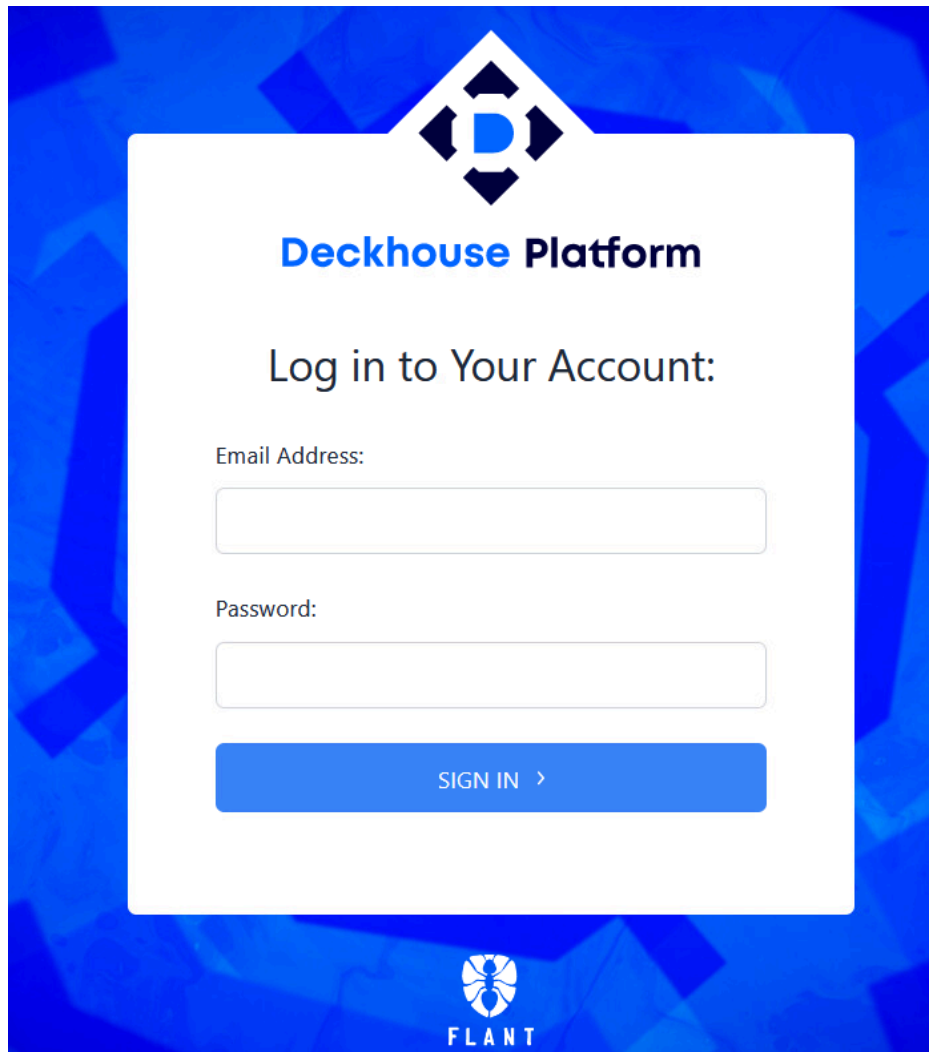 D
Deckhouse Platform
Log in to Your Account:
Email Address:
Password:
SIGN IN >
FLANT